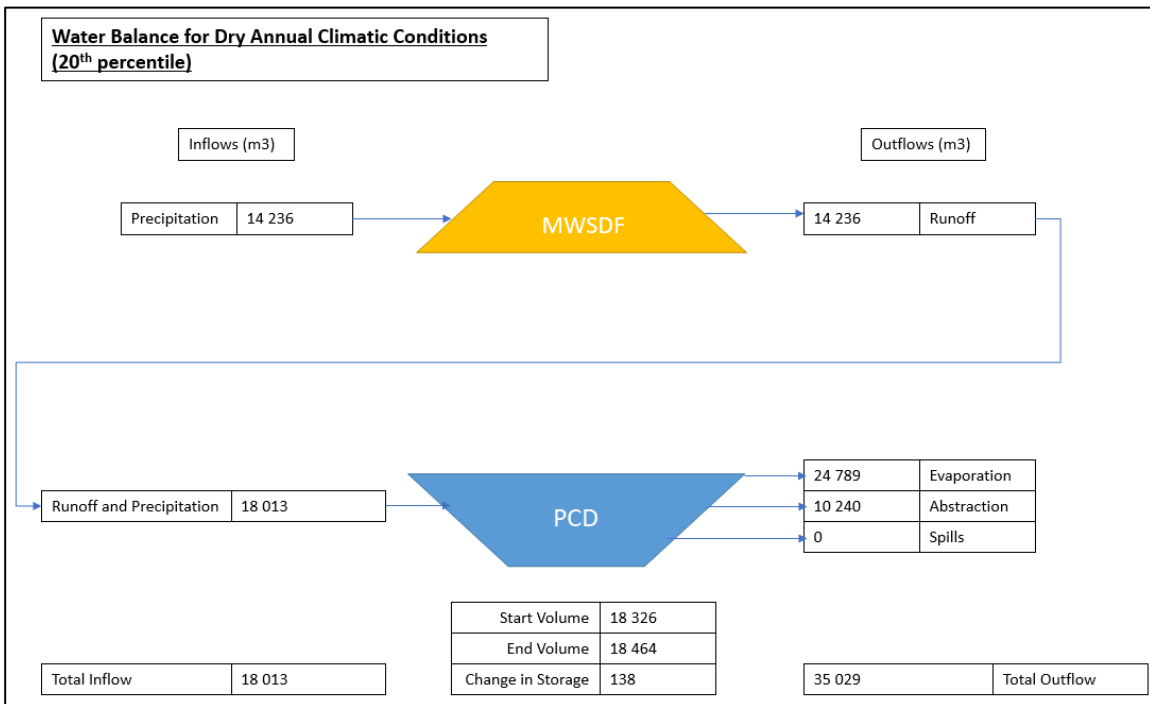 Water Balance for Dry Annual Climatic Conditions
(20th percentile)
Inflows (m3)
Outflows (m3)
Precipitation 14 236
MWSDF
14 236 Runoff
24 789 Evaporation
Runoff and Precipitation 18 013
PCD
10 240 Abstraction
0 Spills
Start Volume 18 326
End Volume 18 464
Total Inflow 18 013
Change in Storage 138
35 029 Total Outflow